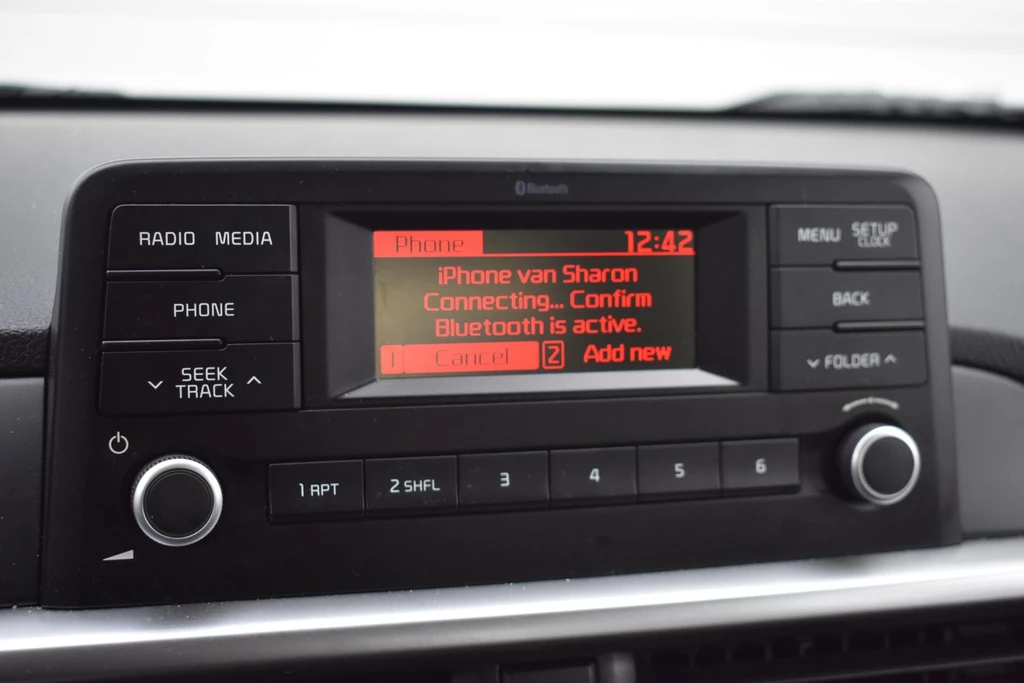 Bluetooth
RADIO MEDIA
PHONE
SEEK
TRACK
Phone 12:42
iPhone van Sharon
Connecting... Confirm
Bluetooth is active.
1 Cancel 2 Add new
MENU SETUP
CLOCK
BACK
FOLDER
1 RPT 2 SHFL 3 4 5 6